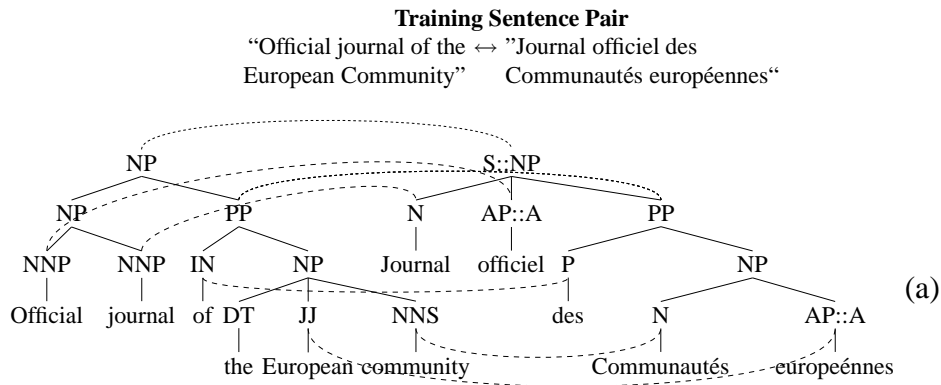 Training Sentence Pair
“Official journal of the ↔ ”Journal officiel des
European Community” Communautés européennes“
NP S::NP
NP PP N AP::A PP
NNP NNP IN NP Journal officiel P NP
(a)
Official journal of DT JJ NNS des N AP::A
the European community Communautés europeénnes